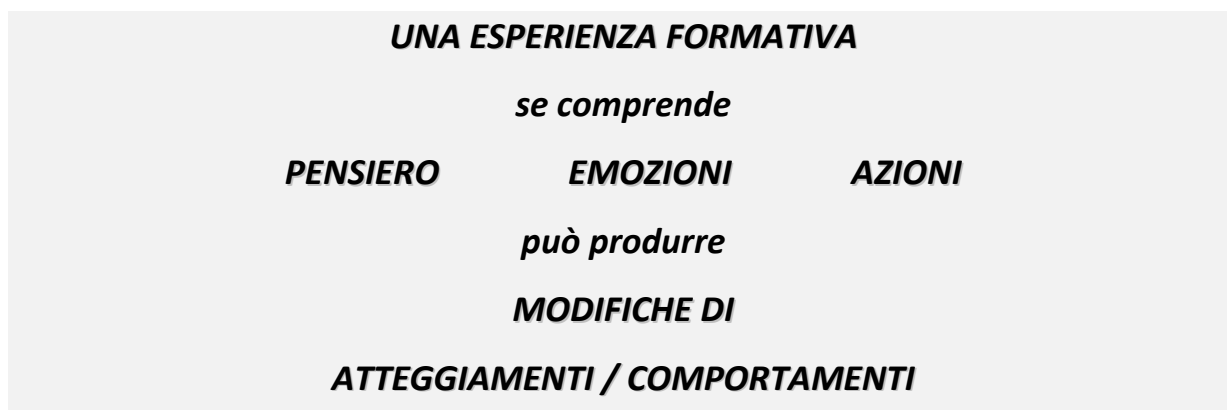 UNA ESPERIENZA FORMATIVA
se comprende
PENSIERO EMOZIONI AZIONI
può produrre
MODIFICHE DI
ATTEGGIAMENTI / COMPORTAMENTI